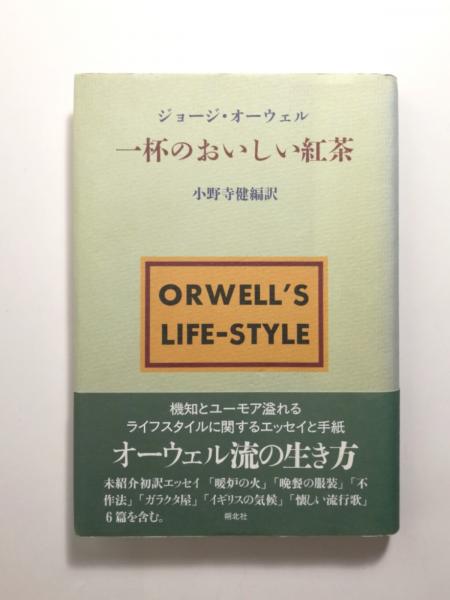 ジョージ・オーウェル
一杯のおいしい紅茶
小野寺健編訳
ORWELL'S
LIFE-STYLE
機知とユーモア溢れる
ライフスタイルに関するエッセイと手紙
オーウェル流の生き方
未紹介初訳エッセイ「暖炉の火」「晩餐の服装」「不
作法」「ガラクタ屋」「イギリスの気候」「懐しい流行歌」
6篇を含む。
朔北社